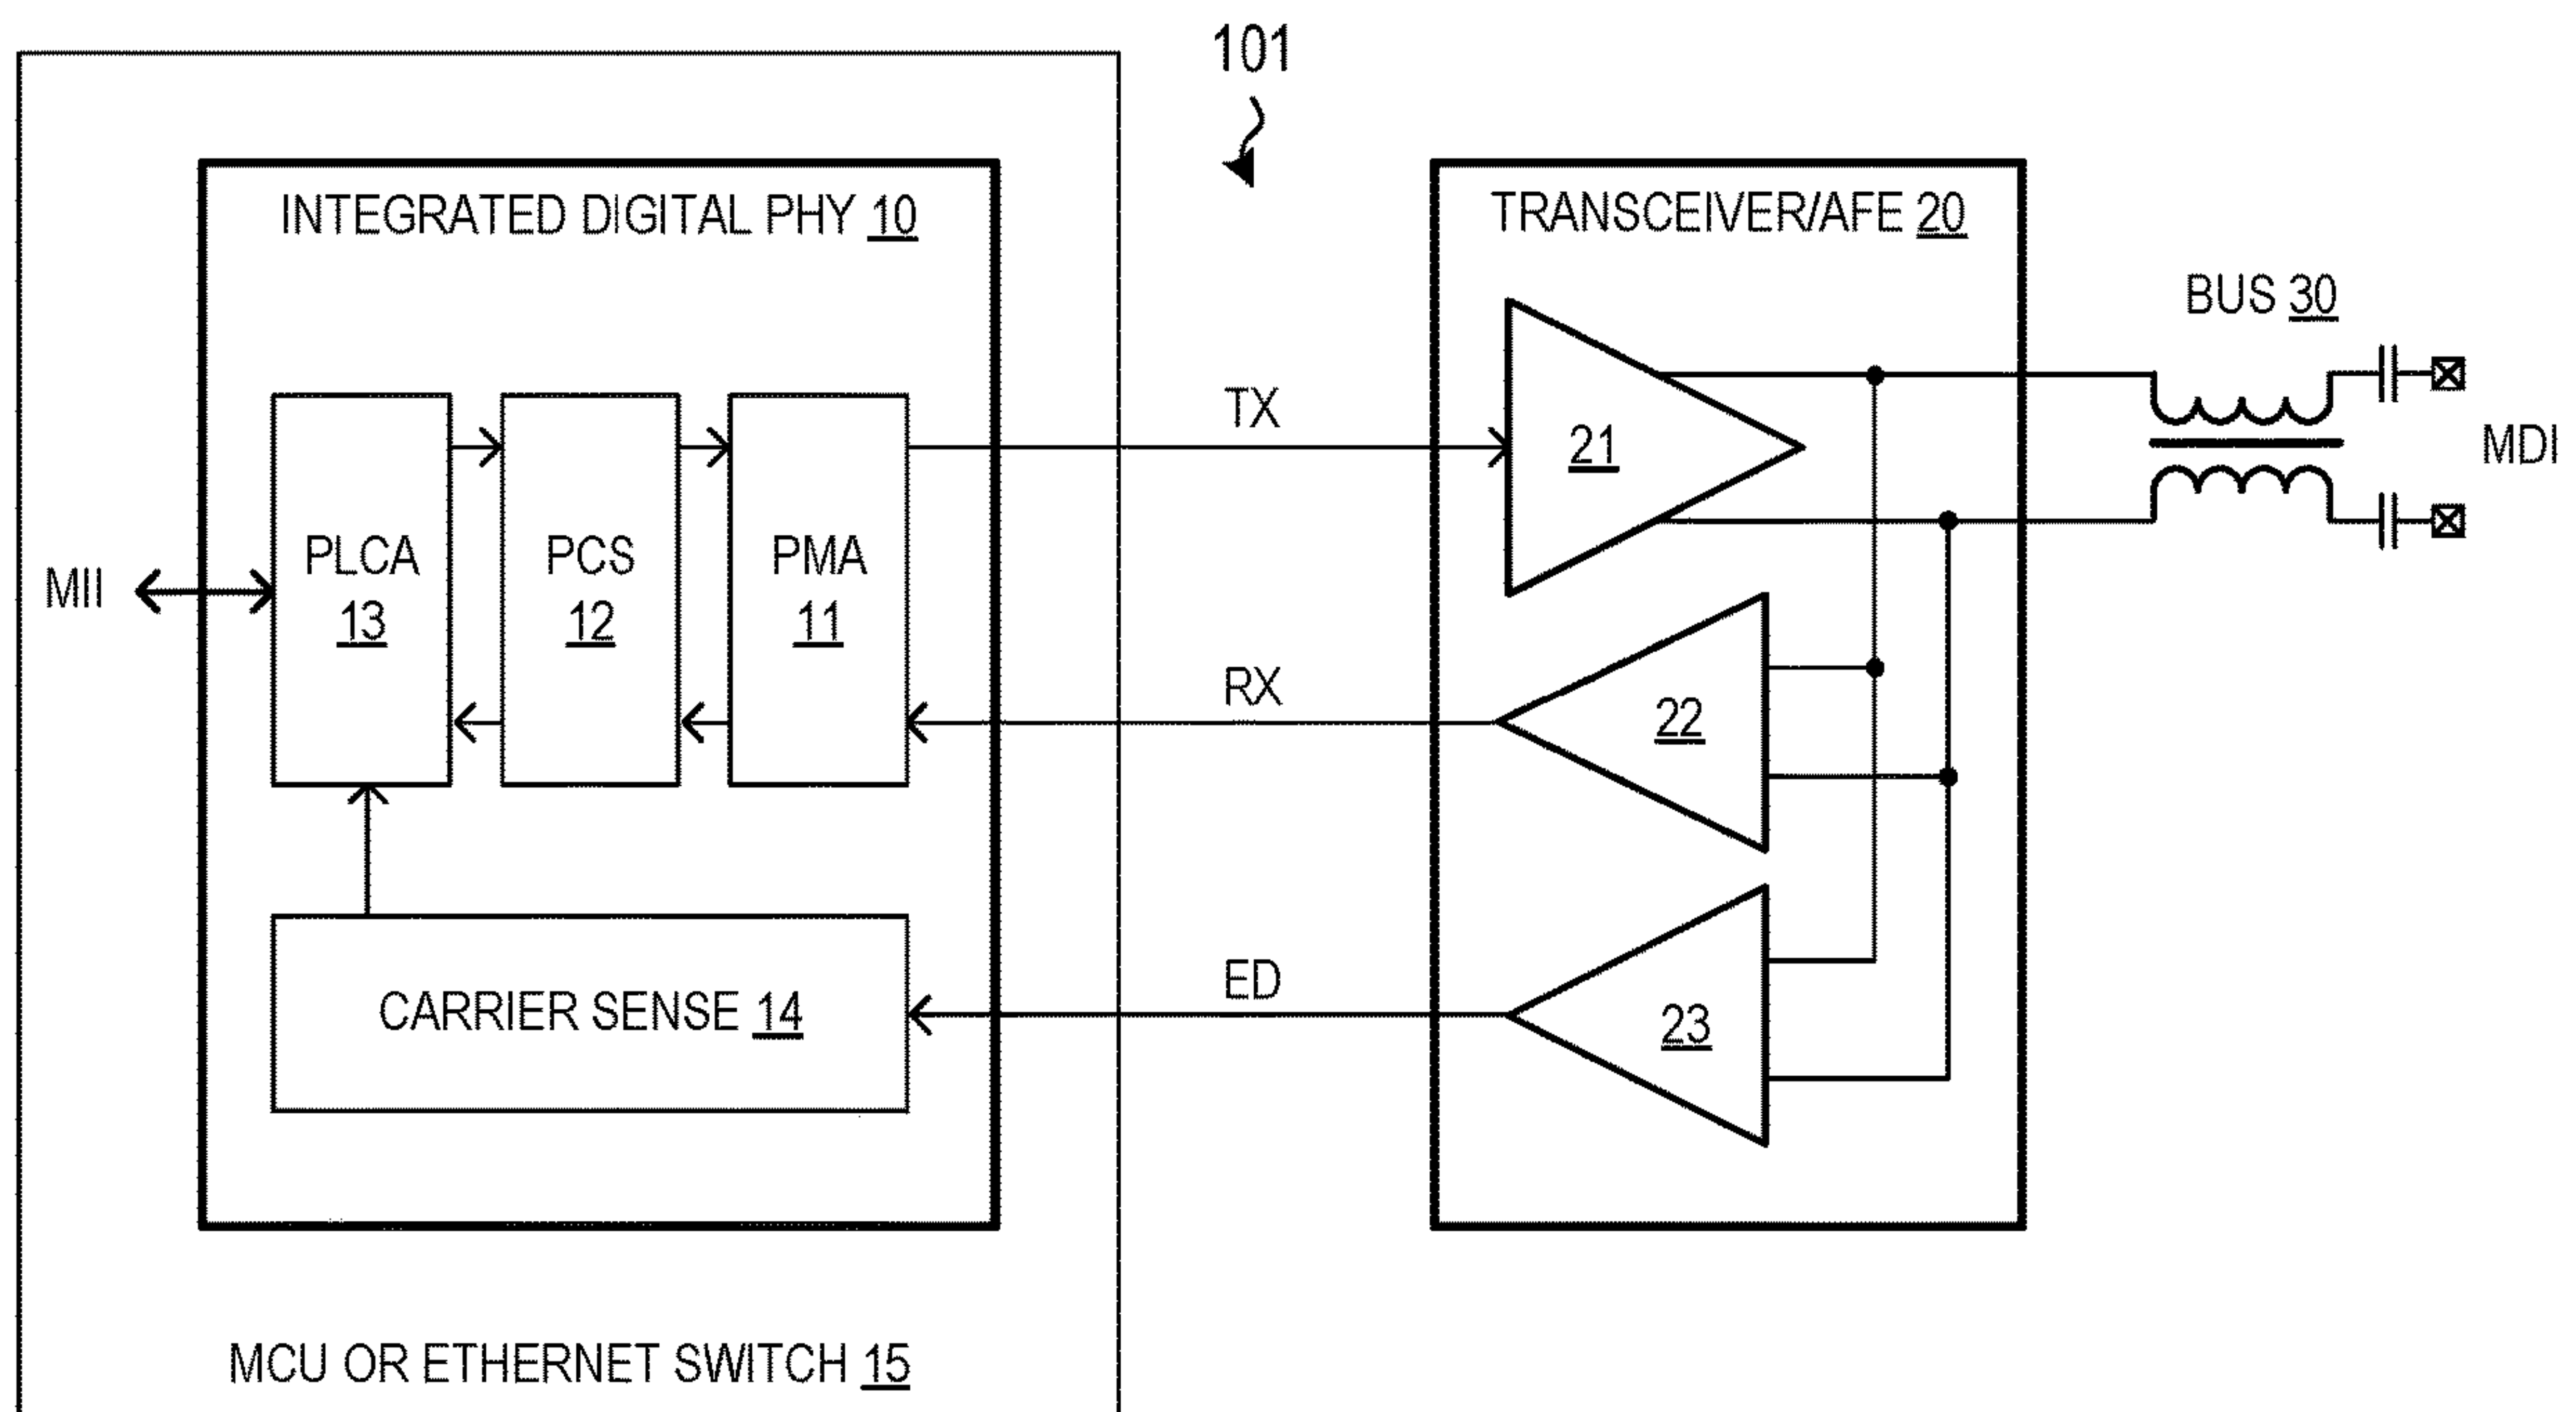 101
INTEGRATED DIGITAL PHY 10
TRANSCEIVER/AFE 20
BUS 30
TX
21
MDI
PLCA
13
PCS
12
PMA
11
MII
RX
22
ED
CARRIER SENSE 14
23
MCU OR ETHERNET SWITCH 15